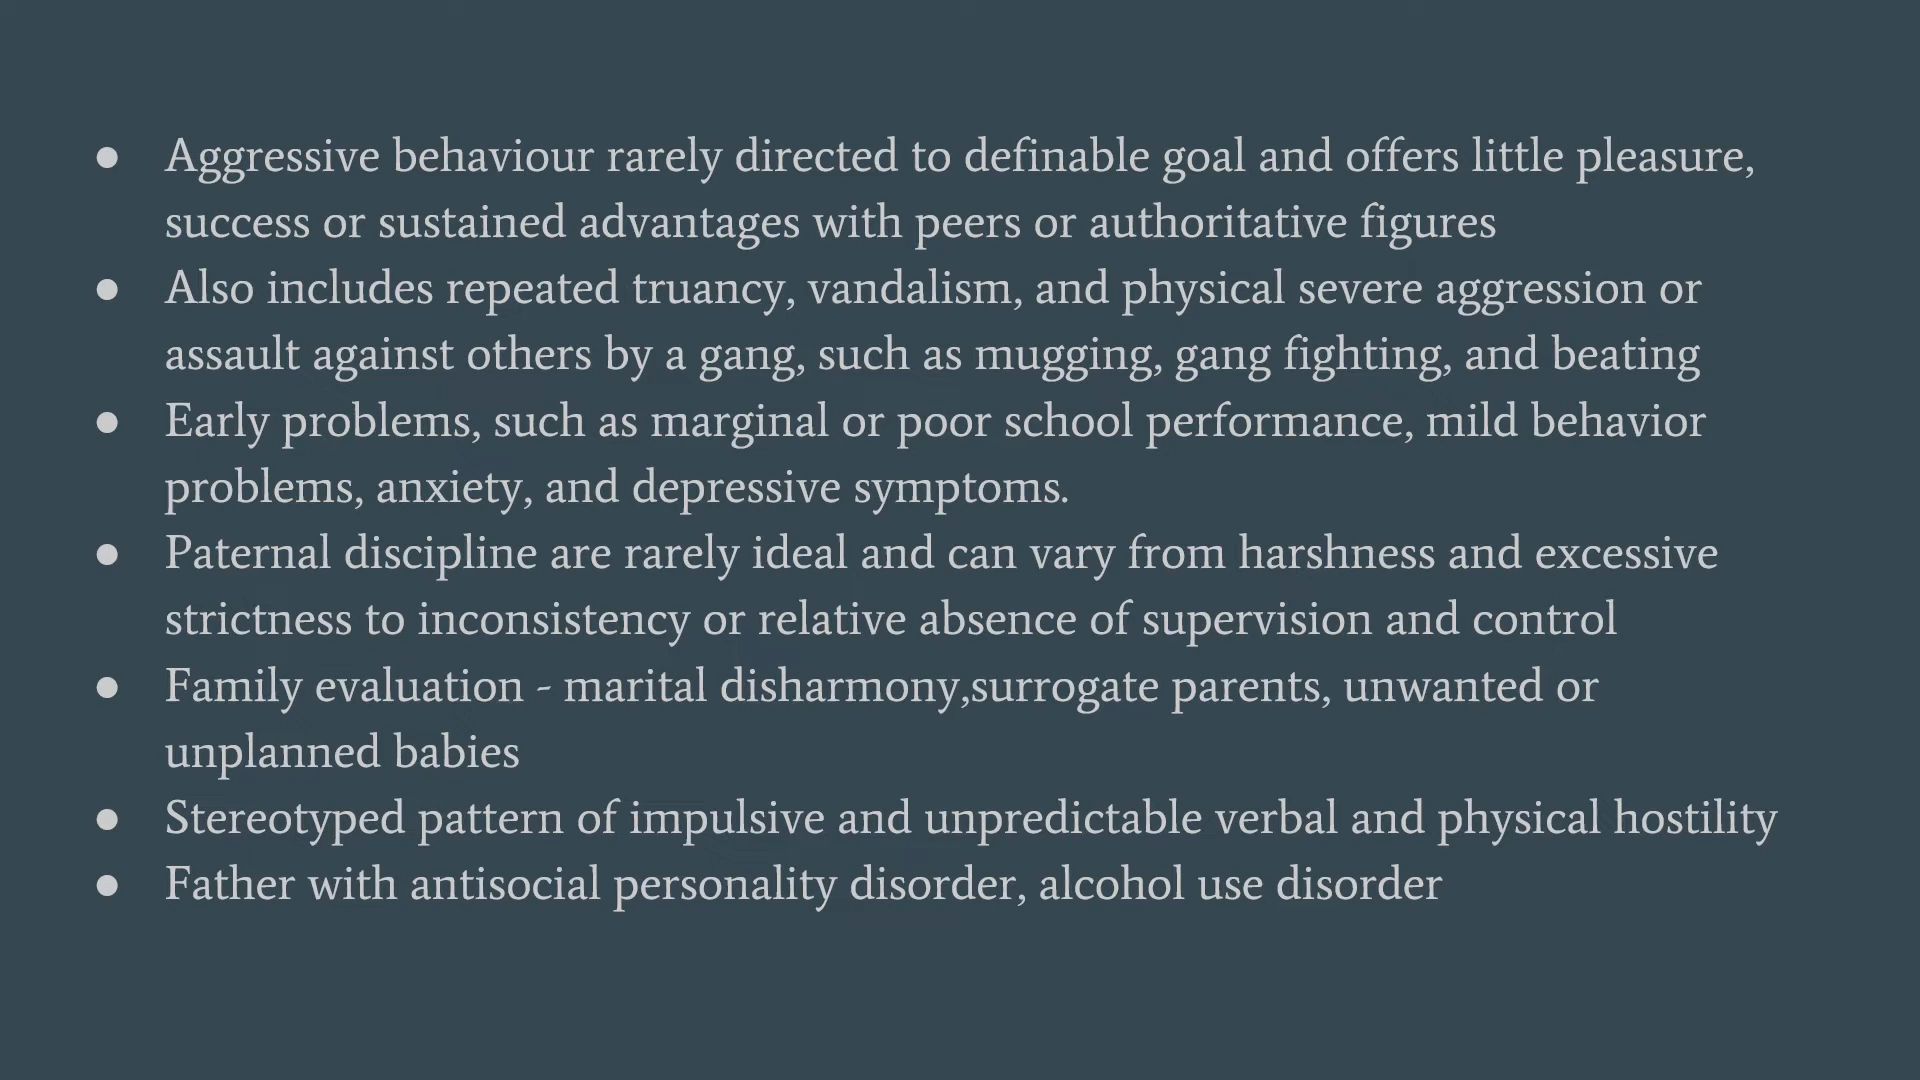 ● Aggressive behaviour rarely directed to definable goal and offers little pleasure,
success or sustained advantages with peers or authoritative figures
● Also includes repeated truancy, vandalism, and physical severe aggression or
assault against others by a gang, such as mugging, gang fighting, and beating
● Early problems, such as marginal or poor school performance, mild behavior
problems, anxiety, and depressive symptoms.
● Paternal discipline are rarely ideal and can vary from harshness and excessive
strictness to inconsistency or relative absence of supervision and control
● Family evaluation - marital disharmony,surrogate parents, unwanted or
unplanned babies
● Stereotyped pattern of impulsive and unpredictable verbal and physical hostility
● Father with antisocial personality disorder, alcohol use disorder